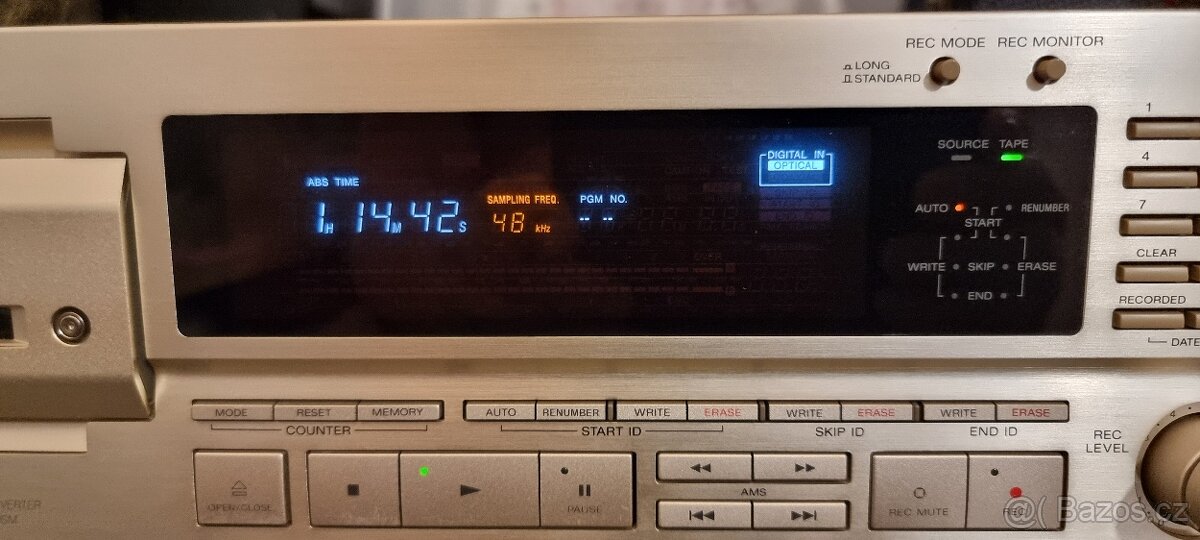 REC MODE REC MONITOR
LONG
STANDARD
1
DIGITAL IN
OPTICAL
SOURCE TAPE
4
ABS TIME
SAMPLING FREQ. PGM NO.
1H 14M 42S 48 kHz -- --
AUTO RENUMBER
START
7
WRITE SKIP ERASE
END
CLEAR
RECORDED
DATE
MODE RESET MEMORY
COUNTER
AUTO RENUMBER WRITE ERASE
START ID
WRITE ERASE
SKIP ID
WRITE ERASE
END ID
REC
LEVEL
4
OPEN/CLOSE
PAUSE
AMS
REC MUTE
REC
@ Bazos.cz